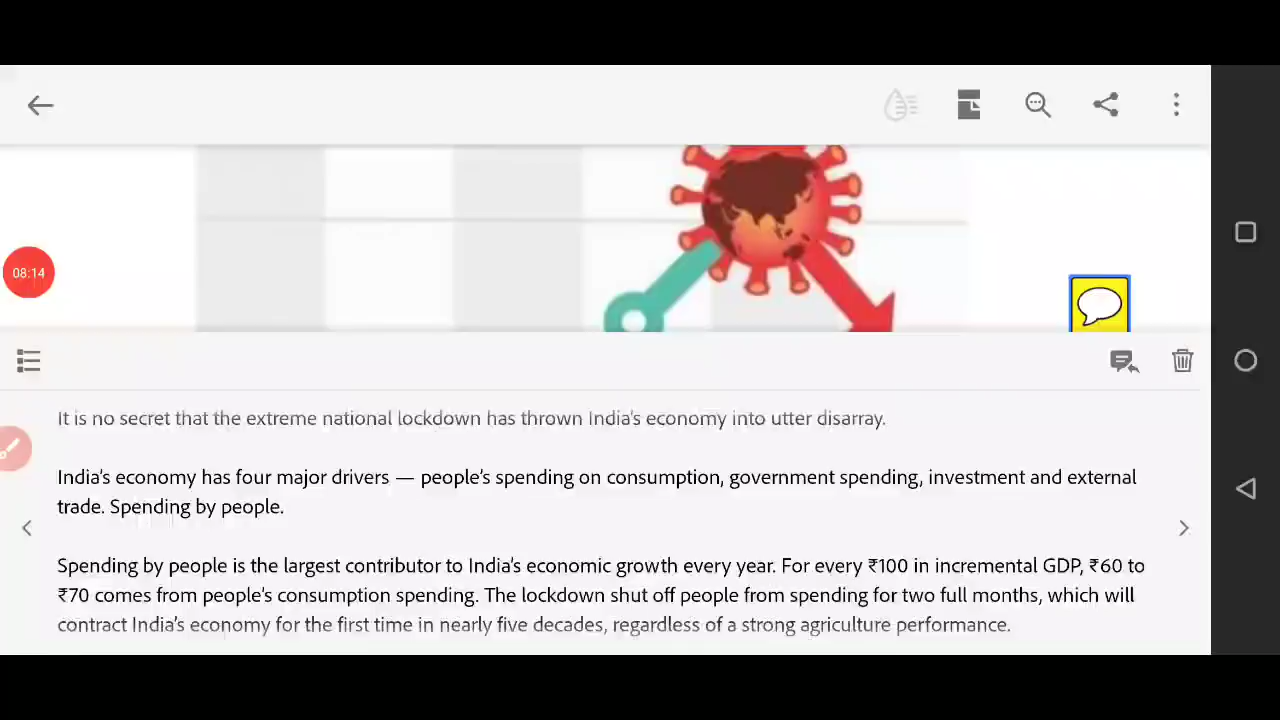 08:14
It is no secret that the extreme national lockdown has thrown India's economy into utter disarray.
India's economy has four major drivers — people's spending on consumption, government spending, investment and external
trade. Spending by people.
Spending by people is the largest contributor to India's economic growth every year. For every ₹100 in incremental GDP, ₹60 to
₹70 comes from people's consumption spending. The lockdown shut off people from spending for two full months, which will
contract India's economy for the first time in nearly five decades, regardless of a strong agriculture performance.